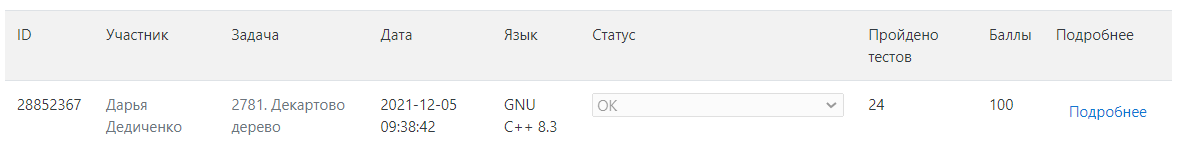 ID Участник Задача Дата Язык Статус Пройдено тестов Баллы Подробнее
28852367 Дарья Дедиченко 2781. Декартово дерево 2021-12-05 09:38:42 GNU C++ 8.3 OK 24 100 Подробнее